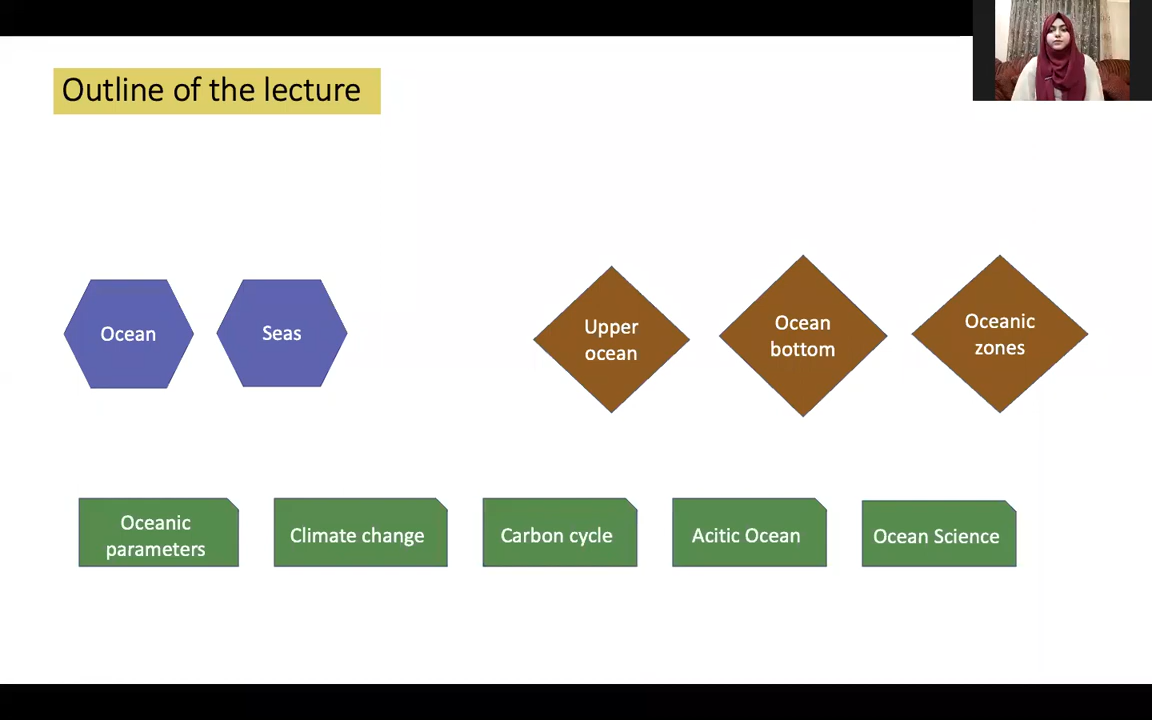 Outline of the lecture
Ocean
Seas
Upper
ocean
Ocean
bottom
Oceanic
zones
Oceanic
parameters
Climate change
Carbon cycle
Acitic Ocean
Ocean Science